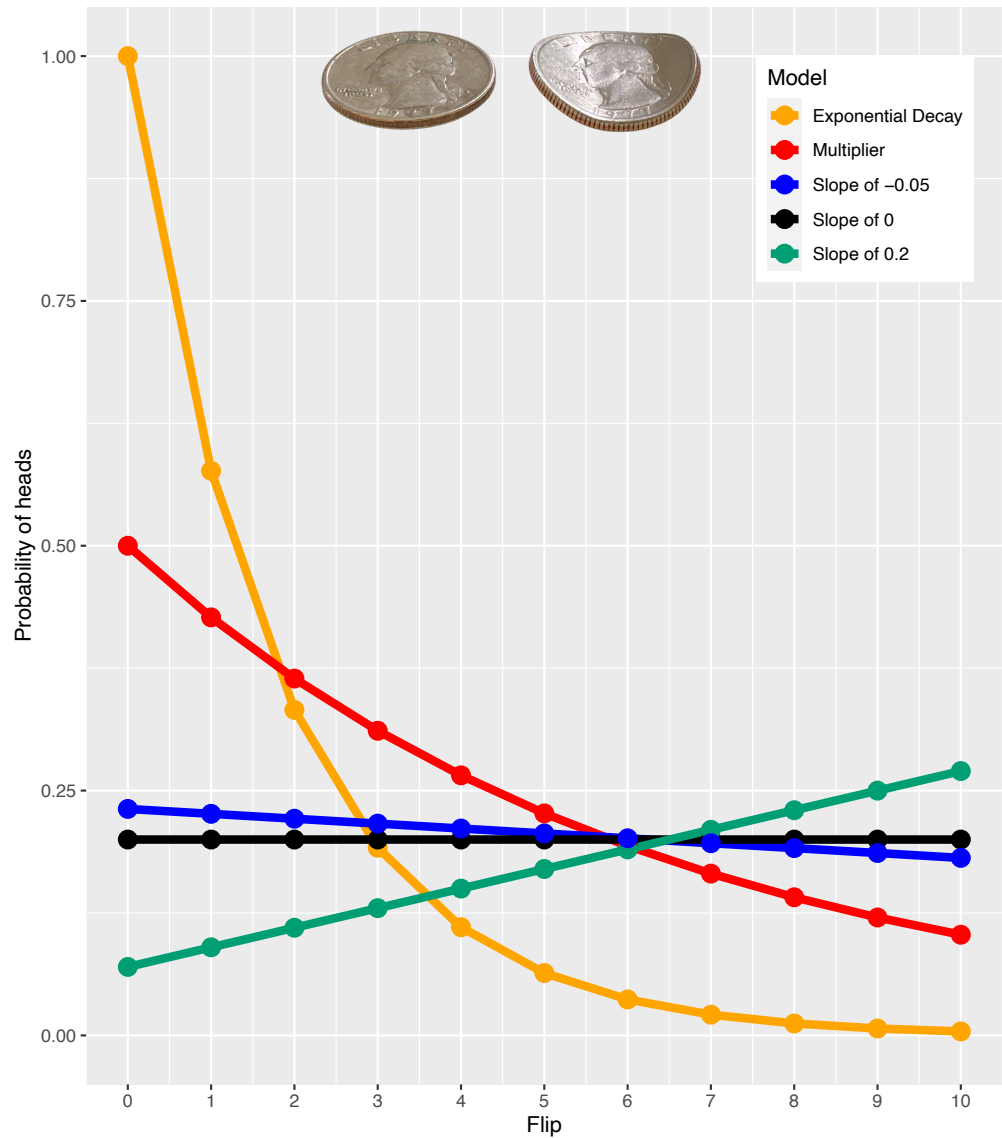 LIBERTY
LIBERTY
1.00
0.75
0.50
0.25
0.00
Probability of heads
0
1
2
3
4
5
6
7
8
9
10
Flip
Model
Exponential Decay
Multiplier
Slope of −0.05
Slope of 0
Slope of 0.2